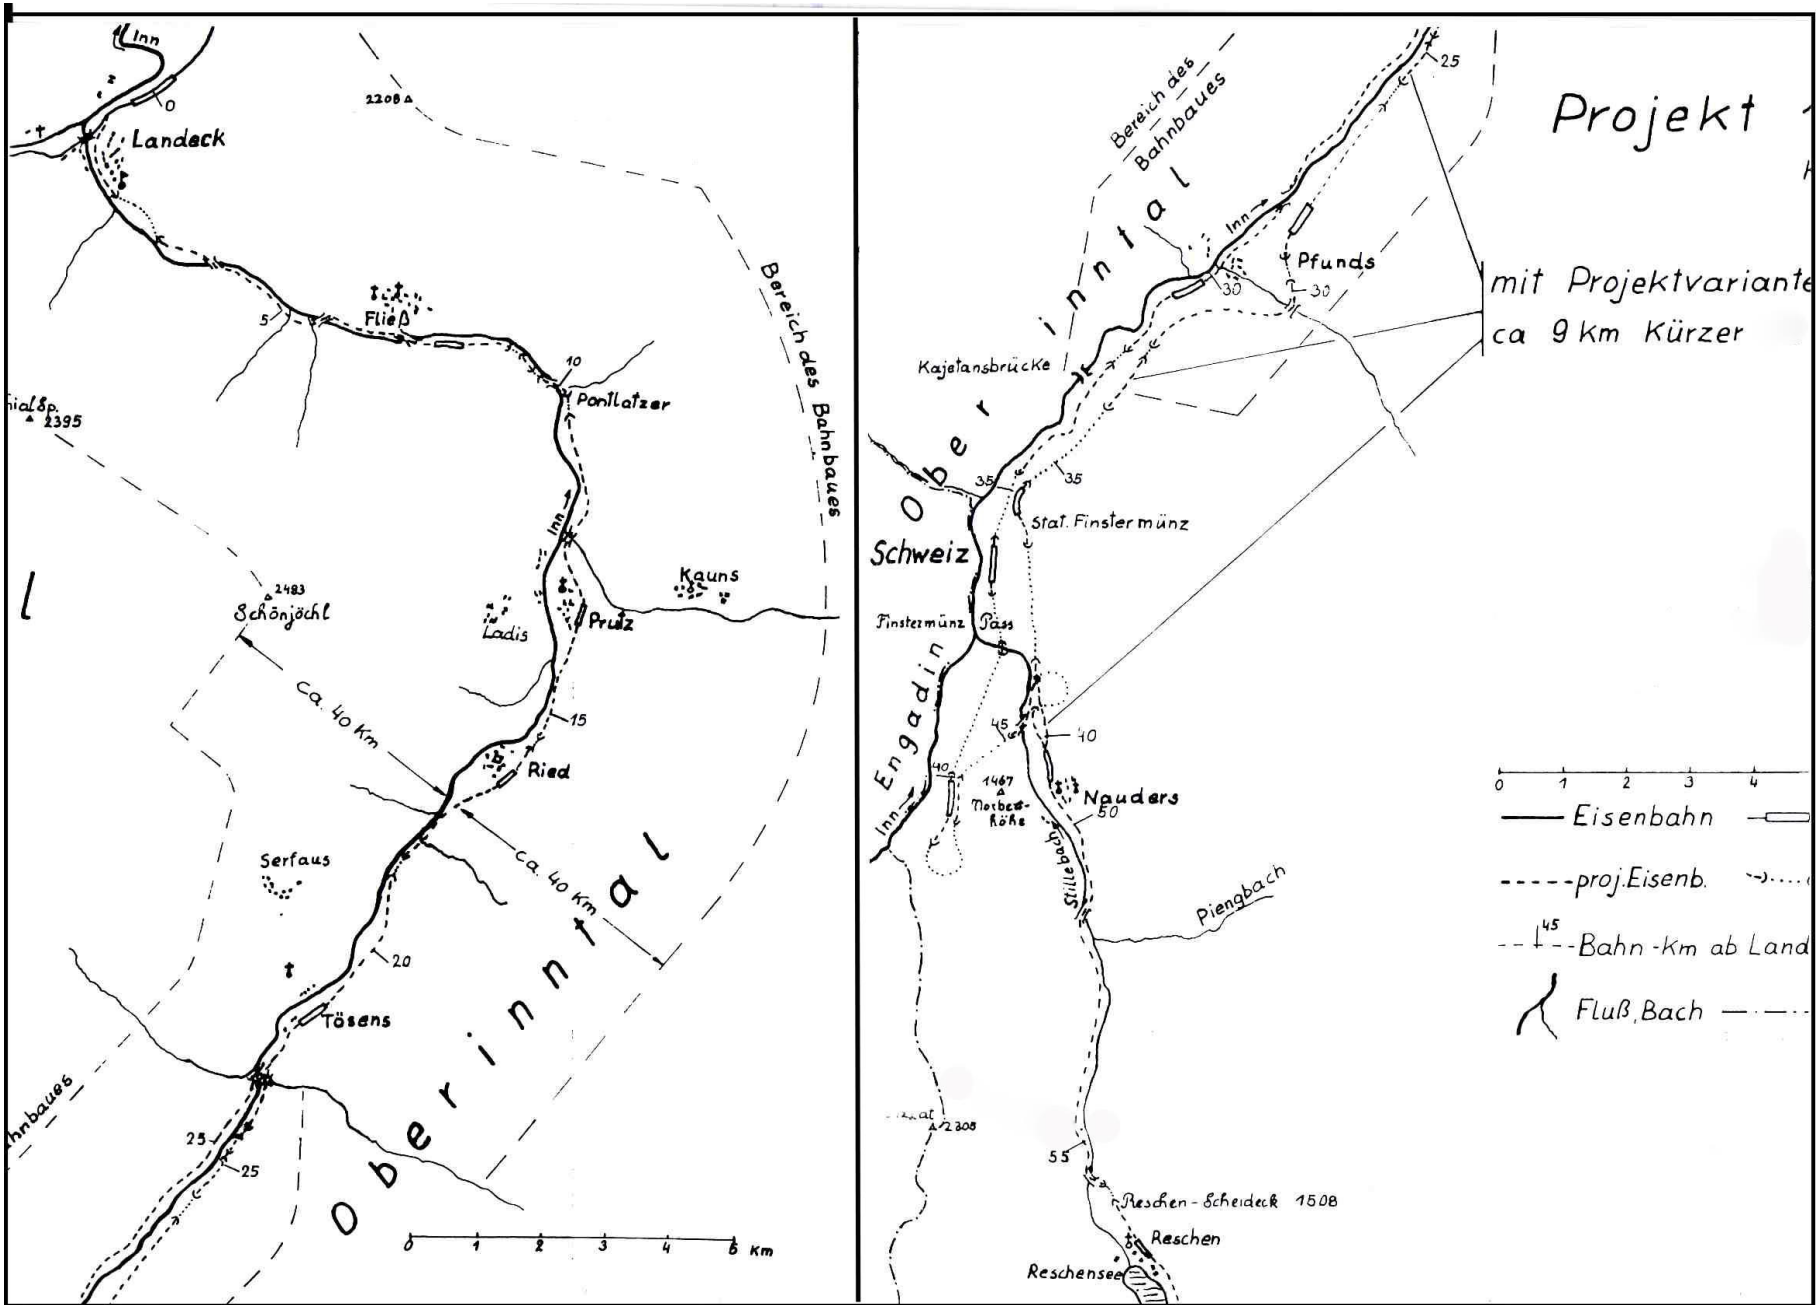 Inn
0
2208
Landeck
Bereich des Bahnbaues
5
Fließ
10
Pontlatzer
2395
Inn
2483
Schönjöchl
Kauns
Ladis
Prutz
ca. 40 Km
15
Ried
Serfaus
ca. 40 Km
20
Tösens
hnbaues
25
25
Oberinntal
0 1 2 3 4 5 Km
l
25
Bereich des
Bahnbaues
Projekt
Oberinntal
Inn
Pfunds
30
30
mit Projektvariante
ca 9 km Kürzer
Kajetansbrücke
35
35
Stat. Finstermünz
Schweiz
Finstermünz Pass
Engadin
45
40
40
1467
Norbertshöhe
Nauders
50
Inn
Stillebach
Piengbach
0 1 2 3 4
Eisenbahn
proj. Eisenb.
45
Bahn-Km ab Land
Fluß, Bach
2308
55
Reschen-Scheideck 1508
Reschen
Reschensee